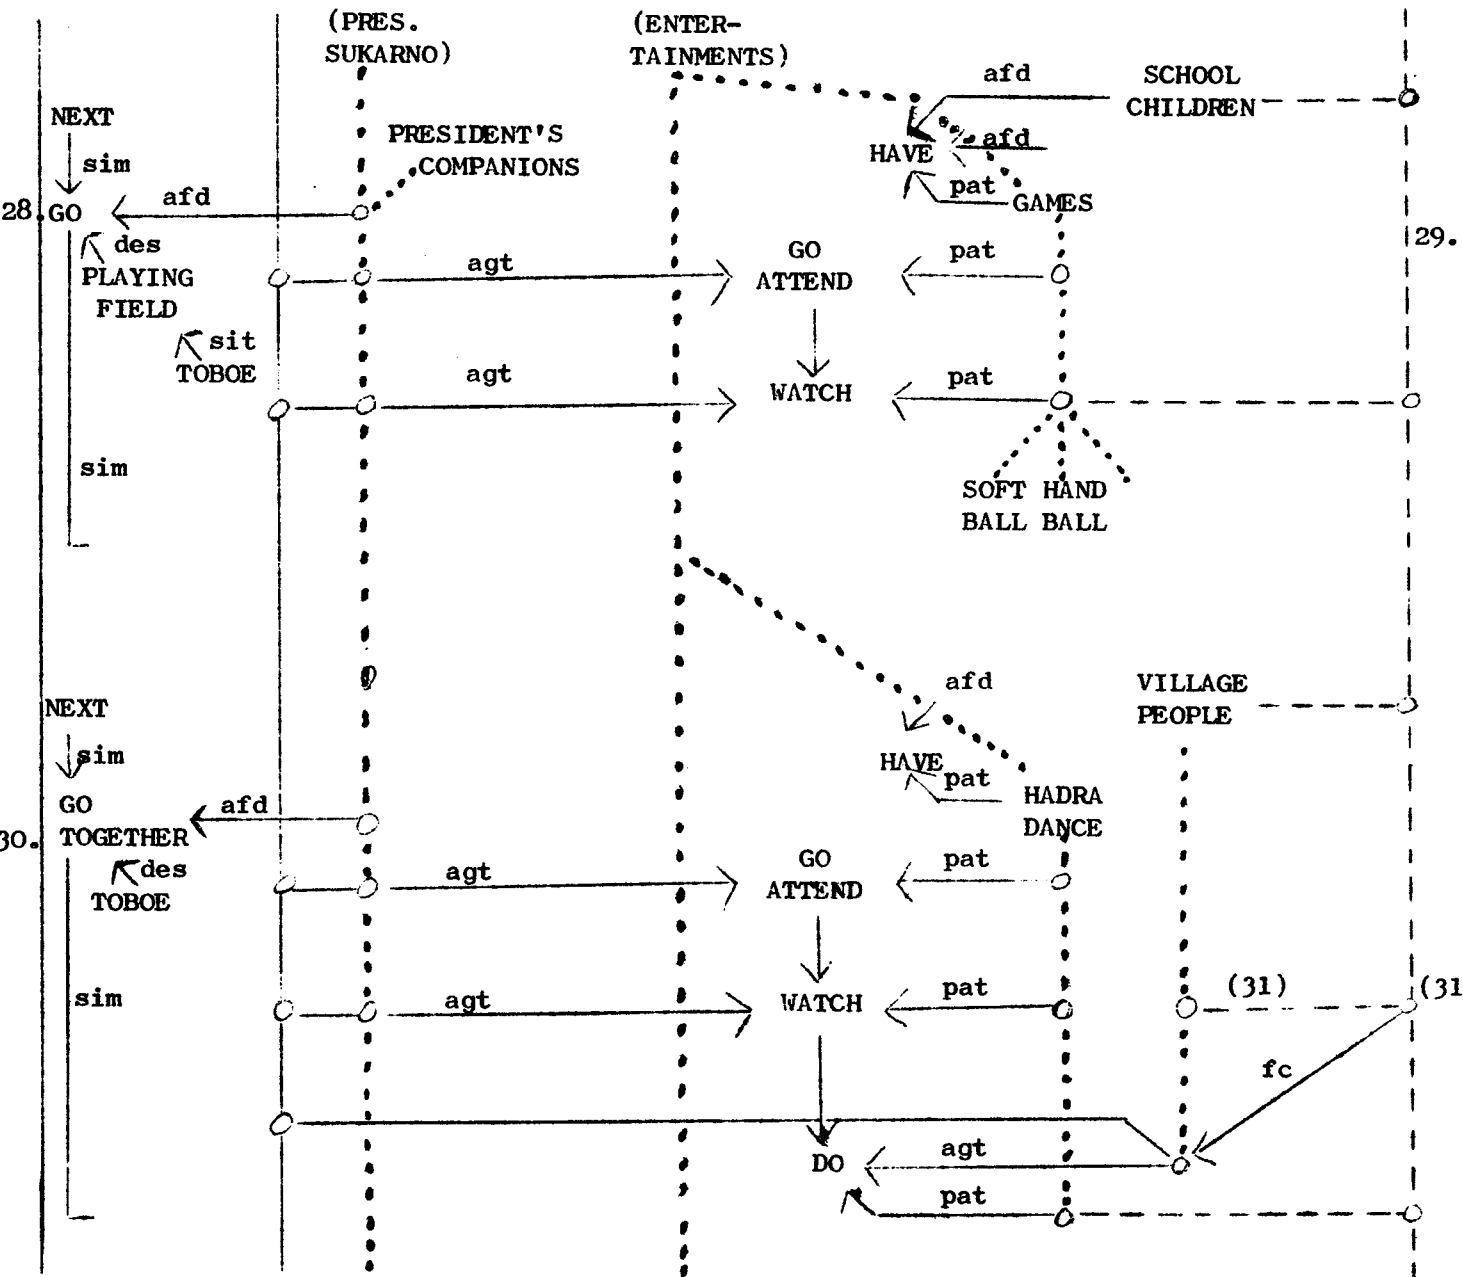 (PRES.
SUKARNO)
(ENTER-
TAINMENTS)
afd
SCHOOL
CHILDREN
NEXT
sim
PRESIDENT'S
COMPANIONS
HAVE
afd
pat
GAMES
28.
GO
afd
29.
des
PLAYING
FIELD
agt
GO
ATTEND
pat
sit
TOBOE
agt
WATCH
pat
sim
SOFT HAND
BALL BALL
afd
VILLAGE
PEOPLE
NEXT
sim
HAVE
pat
HADRA
DANCE
GO
TOGETHER
afd
30.
des
TOBOE
agt
GO
ATTEND
pat
sim
agt
WATCH
pat
(31)
(31
fc
DO
agt
pat